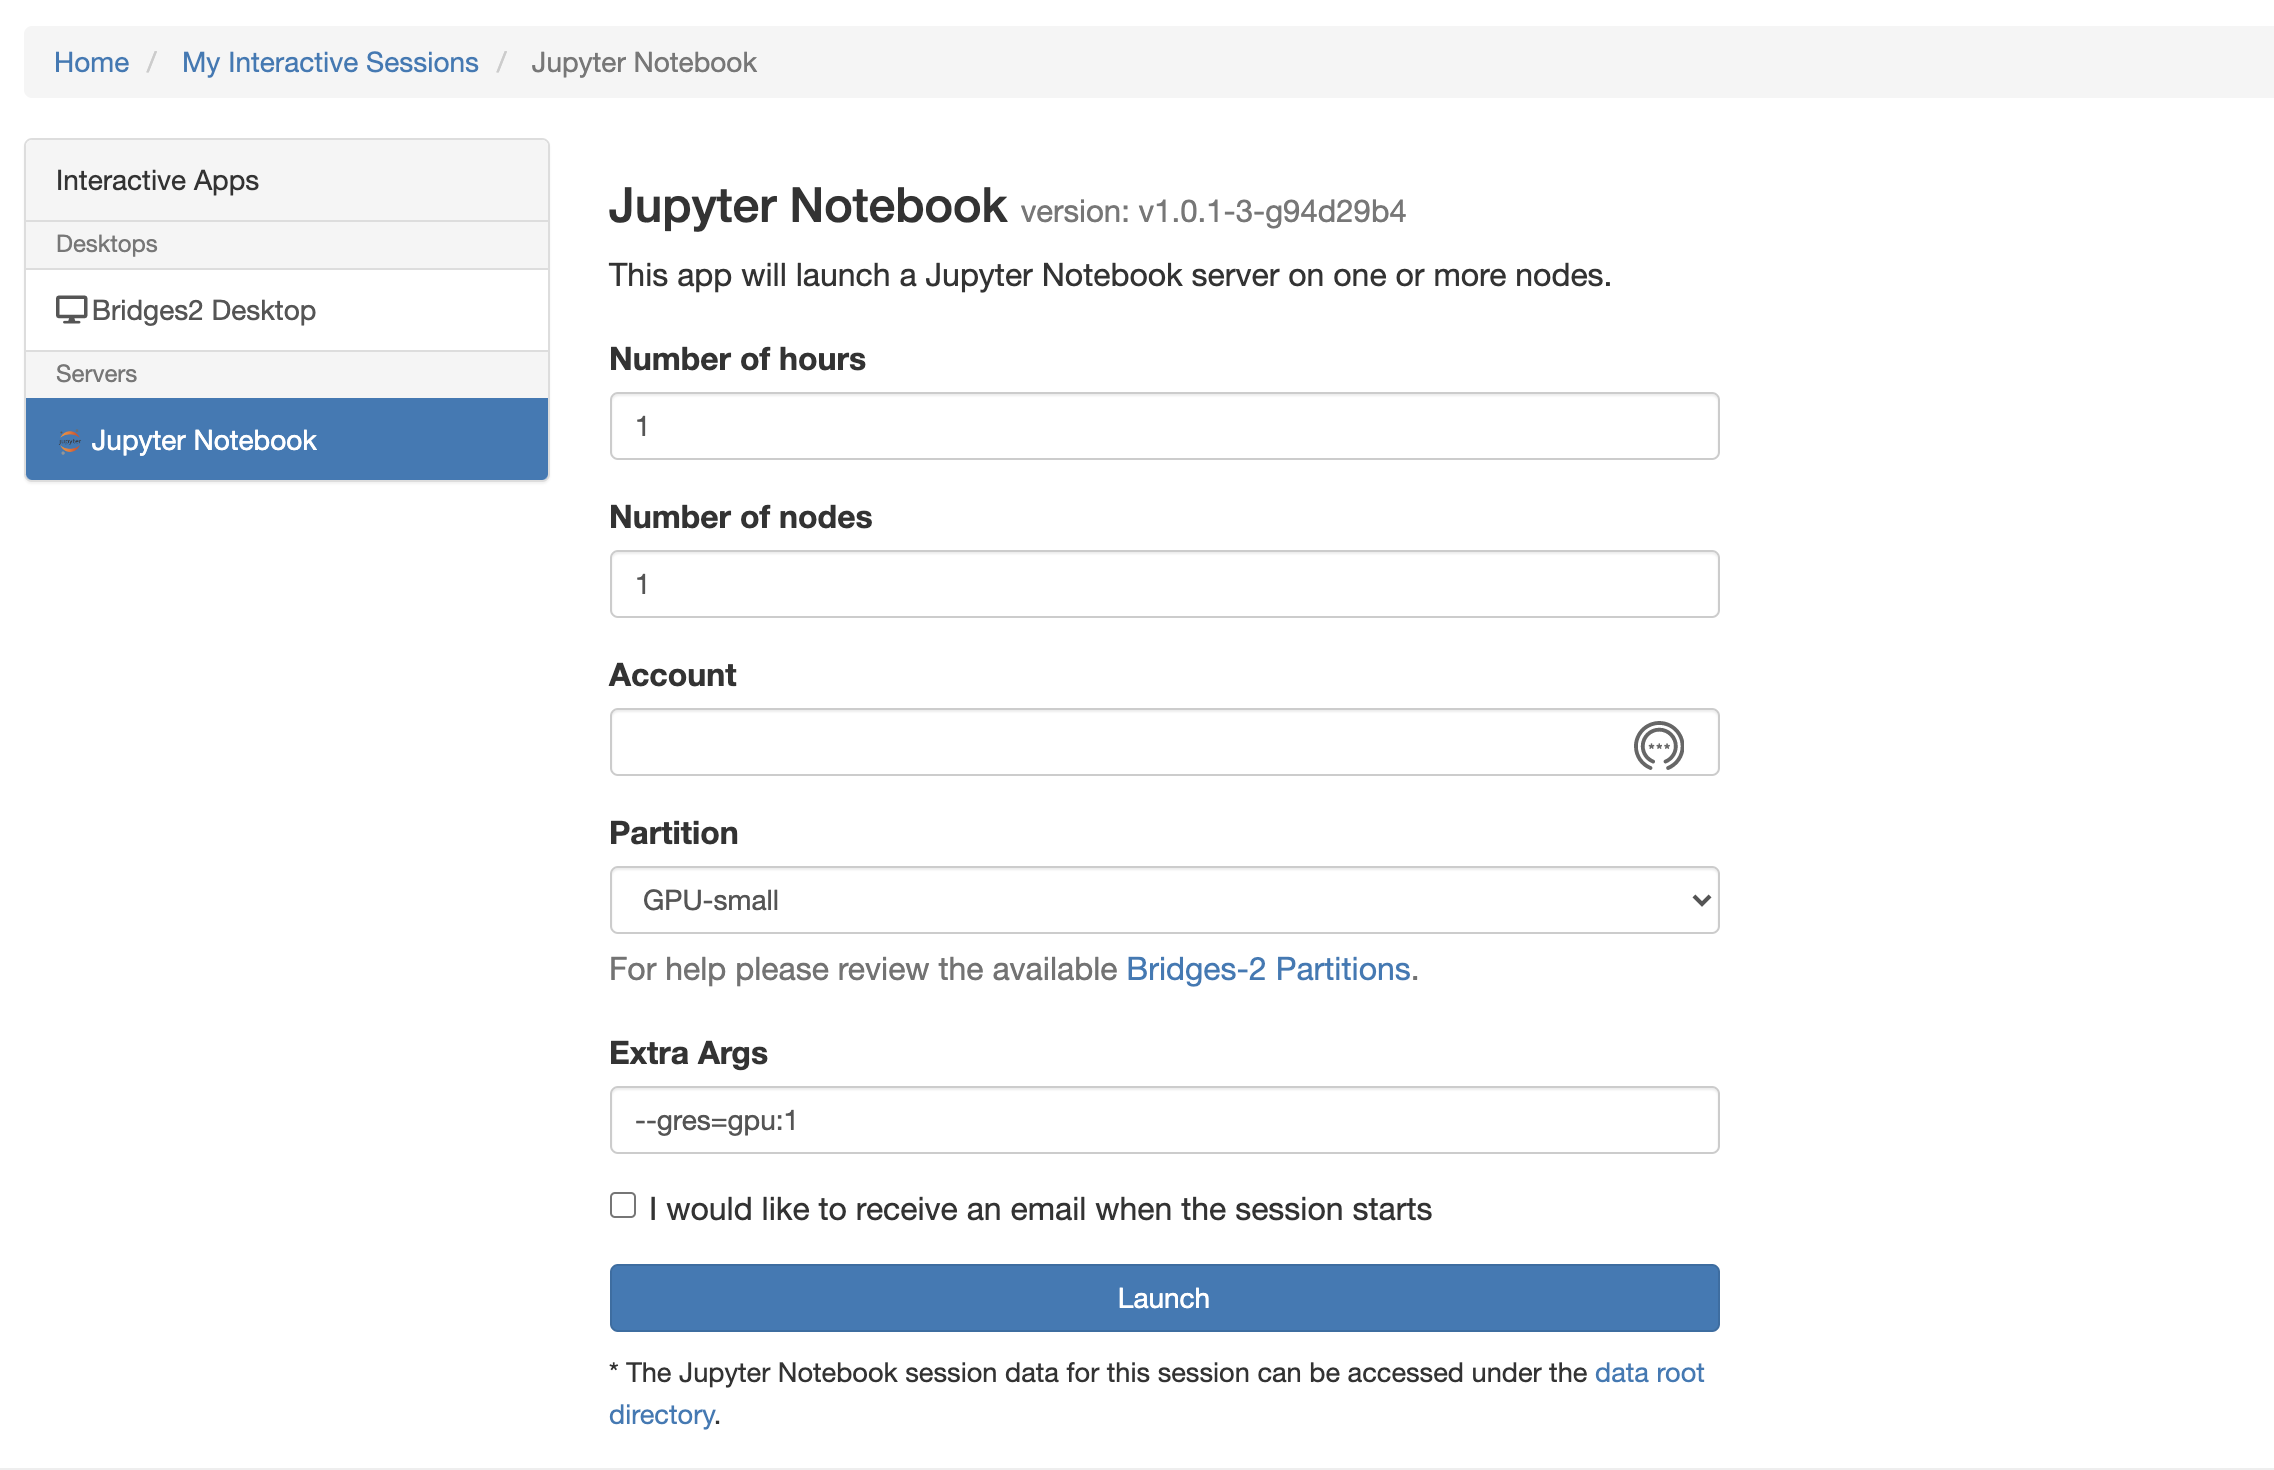 Home / My Interactive Sessions / Jupyter Notebook
Interactive Apps
Desktops
Bridges2 Desktop
Servers
Jupyter Notebook
Jupyter Notebook version: v1.0.1-3-g94d29b4
This app will launch a Jupyter Notebook server on one or more nodes.
Number of hours
1
Number of nodes
1
Account
Partition
GPU-small
For help please review the available Bridges-2 Partitions.
Extra Args
--gres=gpu:1
I would like to receive an email when the session starts
Launch
* The Jupyter Notebook session data for this session can be accessed under the data root
directory.